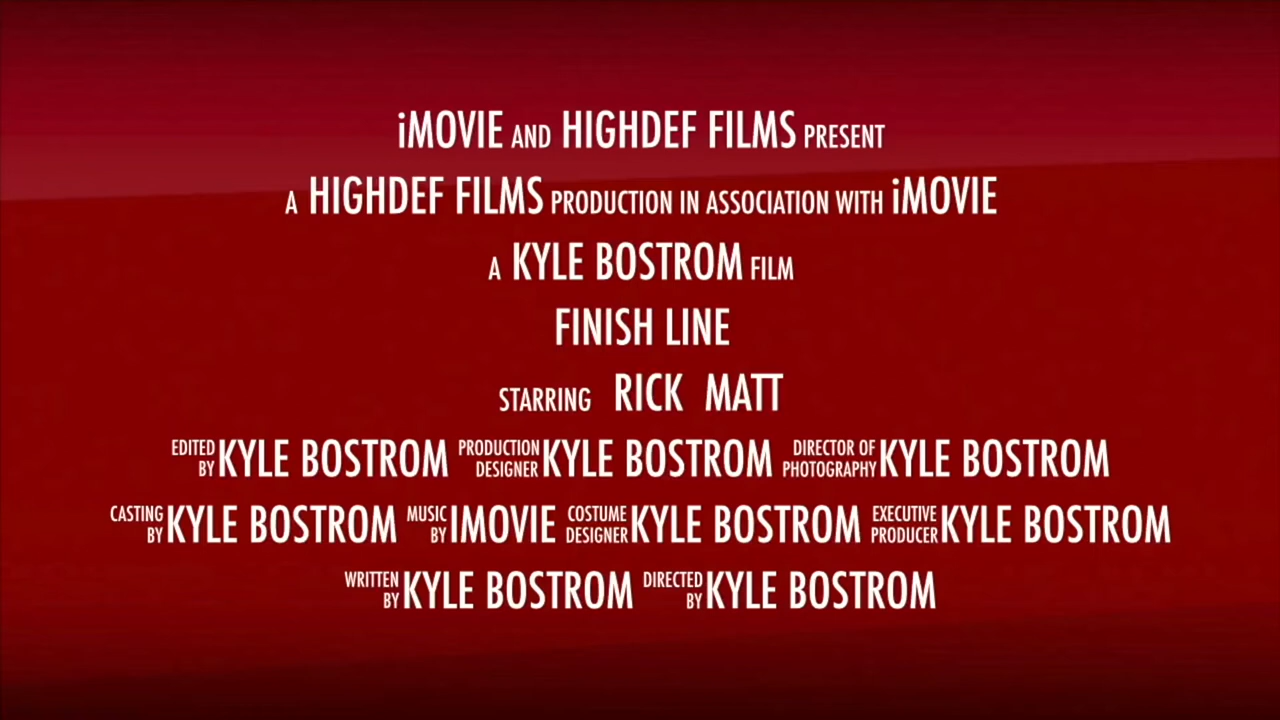 iMOVIE AND HIGHDEF FILMS PRESENT
A HIGHDEF FILMS PRODUCTION IN ASSOCIATION WITH iMOVIE
A KYLE BOSTROM FILM
FINISH LINE
STARRING RICK MATT
EDITED BY KYLE BOSTROM PRODUCTION DESIGNER KYLE BOSTROM DIRECTOR OF PHOTOGRAPHY KYLE BOSTROM
CASTING BY KYLE BOSTROM MUSIC BY IMOVIE COSTUME DESIGNER KYLE BOSTROM EXECUTIVE PRODUCER KYLE BOSTROM
WRITTEN BY KYLE BOSTROM DIRECTED BY KYLE BOSTROM